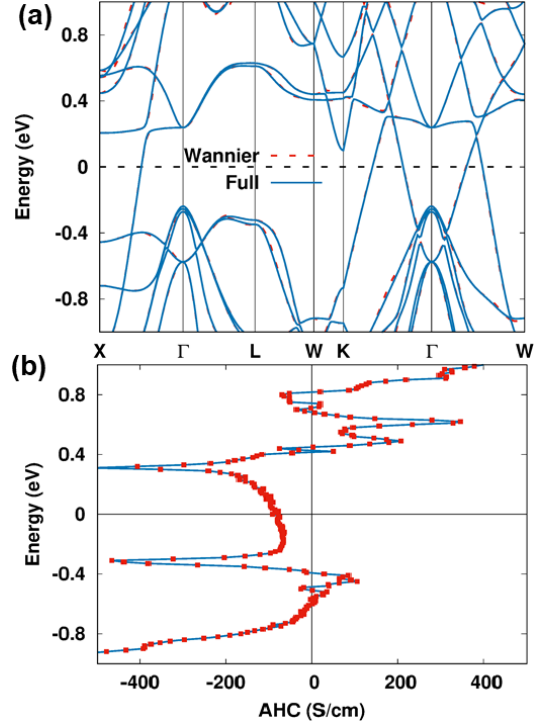 (a)
Energy (eV)
0.8
0.4
0
-0.4
-0.8
Wannier
Full
X Γ L W K Γ W
(b)
Energy (eV)
0.8
0.4
0
-0.4
-0.8
-400 -200 0 200 400
AHC (S/cm)